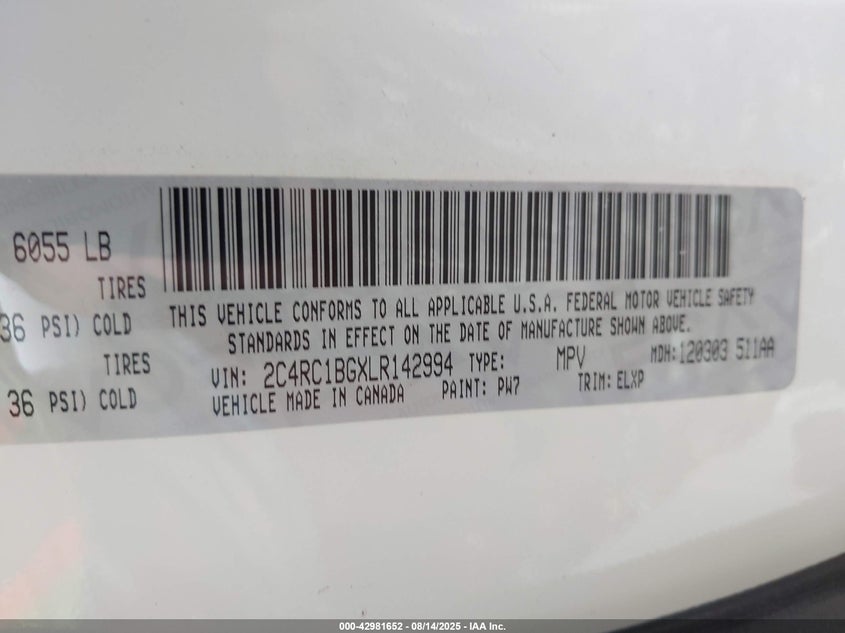 6055 LB
TIRES
36 PSI) COLD
TIRES
36 PSI) COLD
THIS VEHICLE CONFORMS TO ALL APPLICABLE U.S.A. FEDERAL MOTOR VEHICLE SAFETY
STANDARDS IN EFFECT ON THE DATE OF MANUFACTURE SHOWN ABOVE.
VIN: 2C4RC1BGXLR142994 TYPE: MPV MDH:120303 511AA
VEHICLE MADE IN CANADA PAINT: PW7 TRIM: ELXP
000-42981652 - 08/14/2025 - IAA Inc.